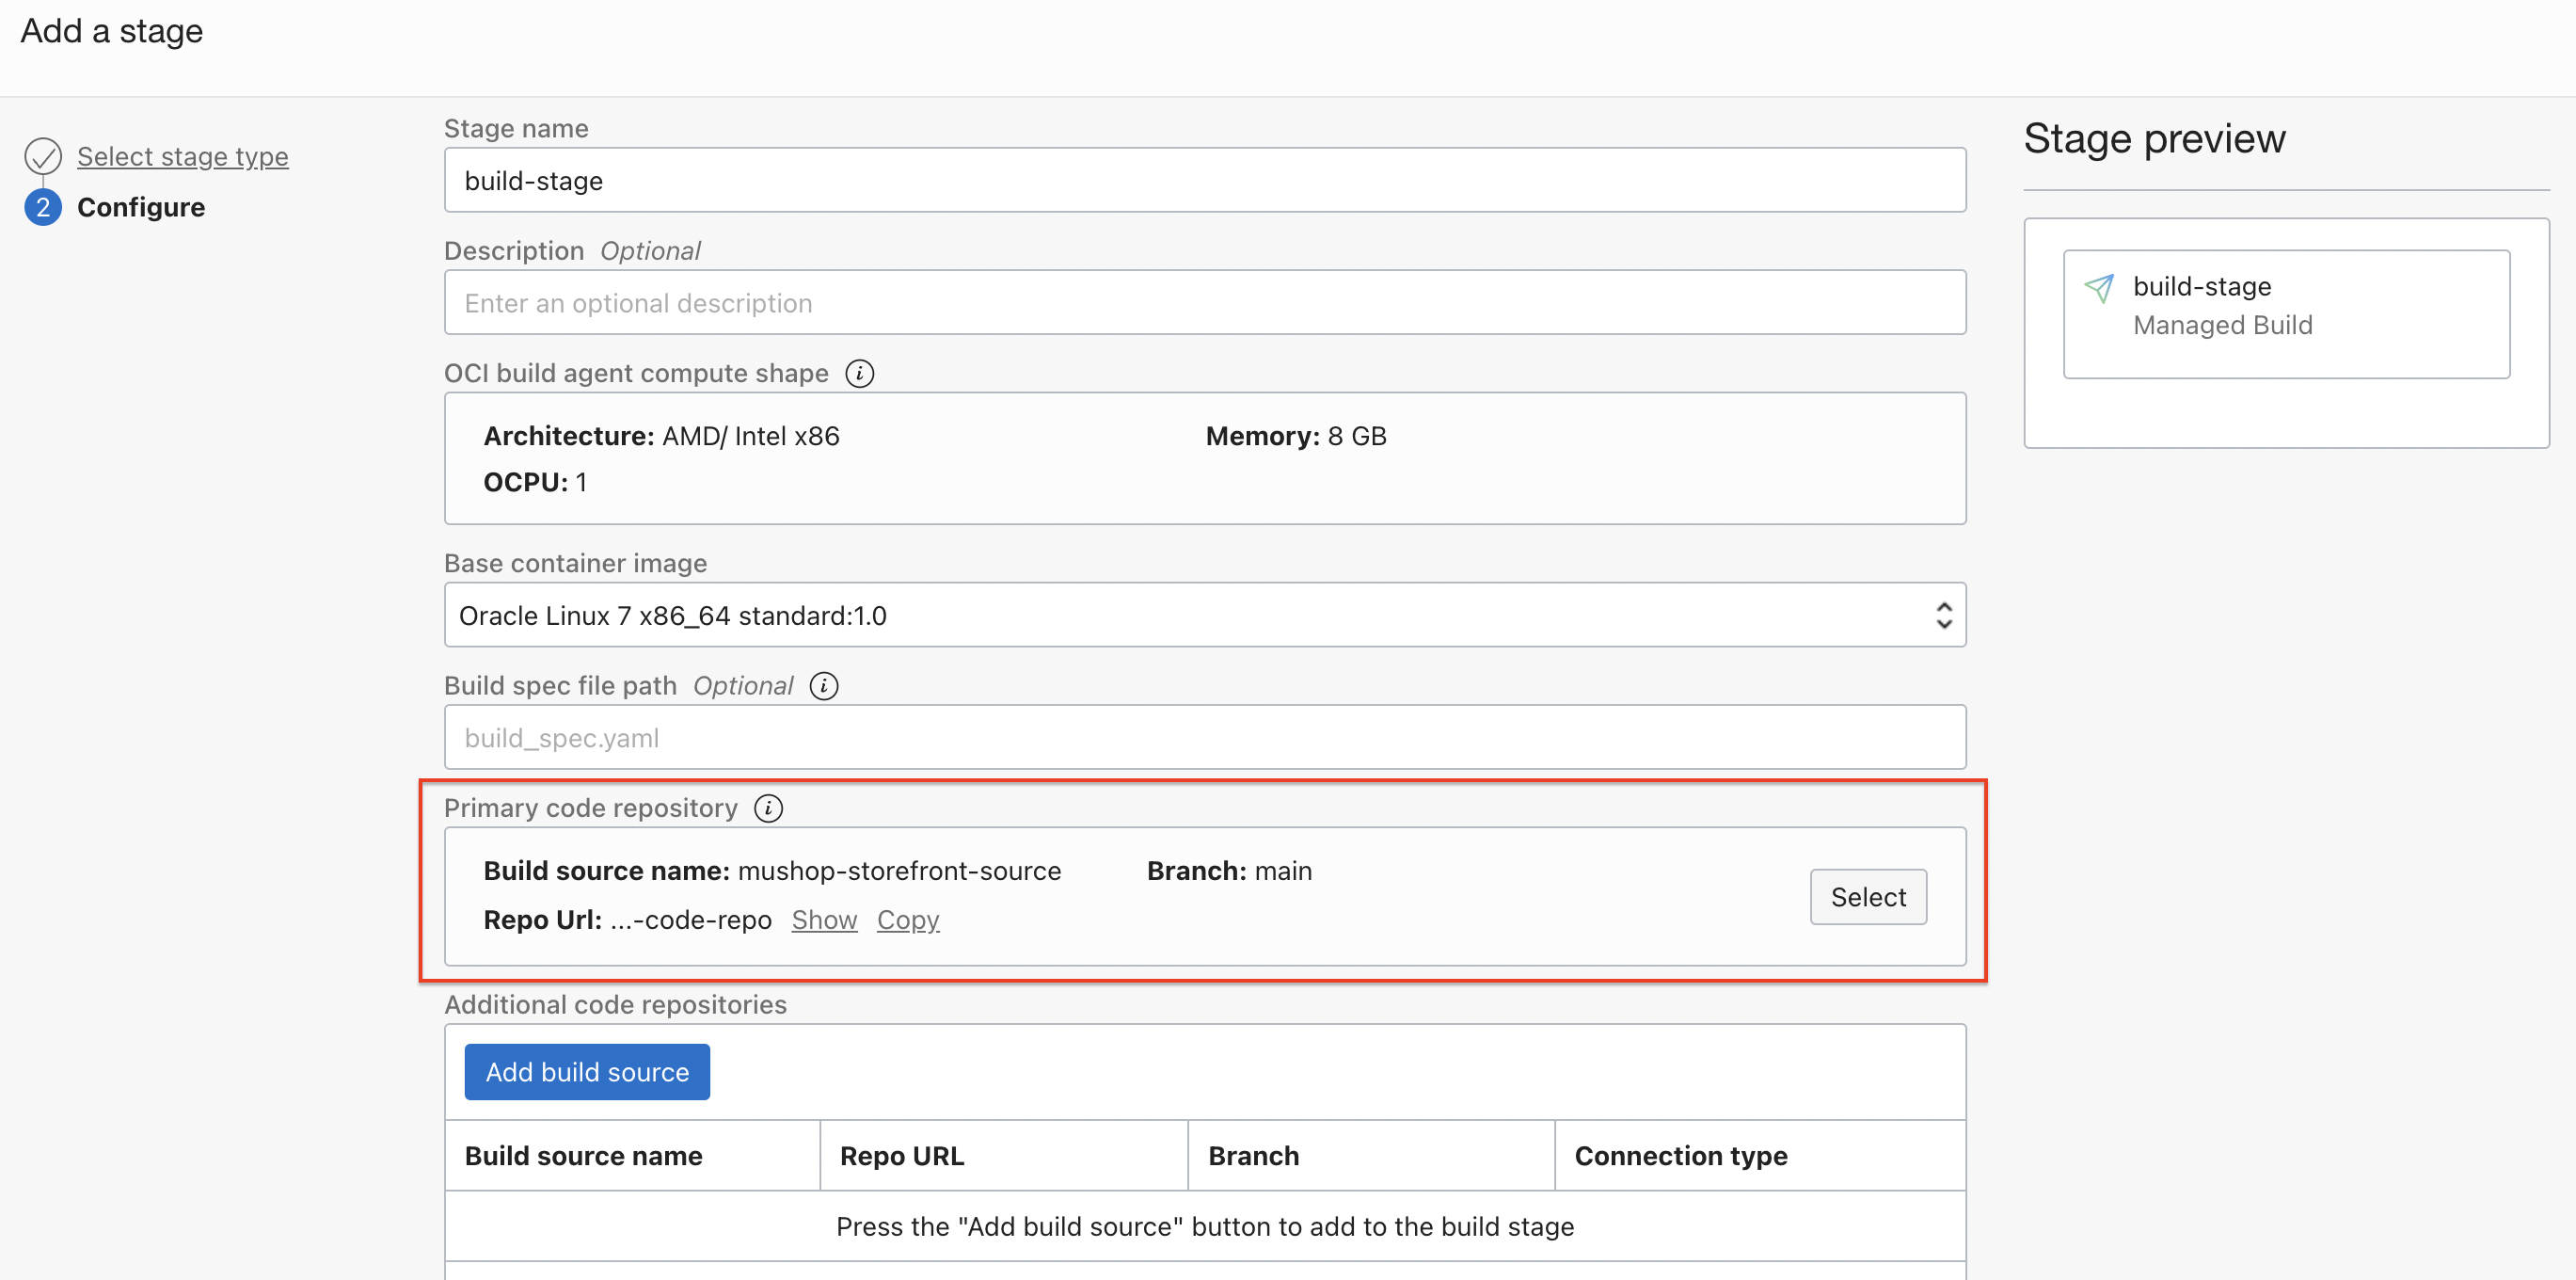 Add a stage
Select stage type
2 Configure
Stage name
build-stage
Description Optional
Enter an optional description
OCI build agent compute shape i
Architecture: AMD/ Intel x86
Memory: 8 GB
OCPU: 1
Base container image
Oracle Linux 7 x86_64 standard:1.0
Build spec file path Optional i
build_spec.yaml
Primary code repository i
Build source name: mushop-storefront-source
Branch: main
Repo Url: ...-code-repo Show Copy
Select
Additional code repositories
Add build source
Build source name
Repo URL
Branch
Connection type
Press the "Add build source" button to add to the build stage
Stage preview
build-stage
Managed Build